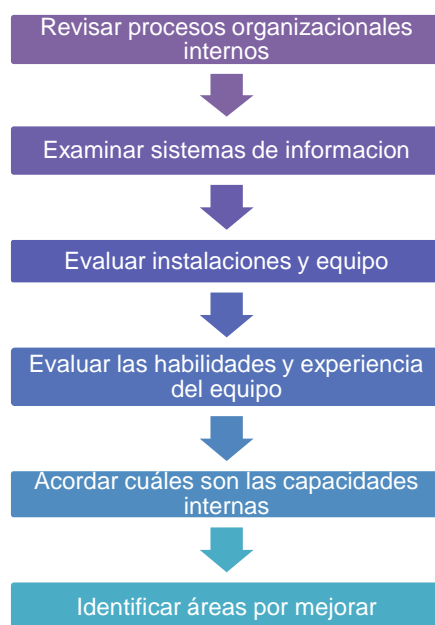 Revisar procesos organizacionales
internos
Examinar sistemas de informacion
Evaluar instalaciones y equipo
Evaluar las habilidades y experiencia
del equipo
Acordar cuáles son las capacidades
internas
Identificar áreas por mejorar